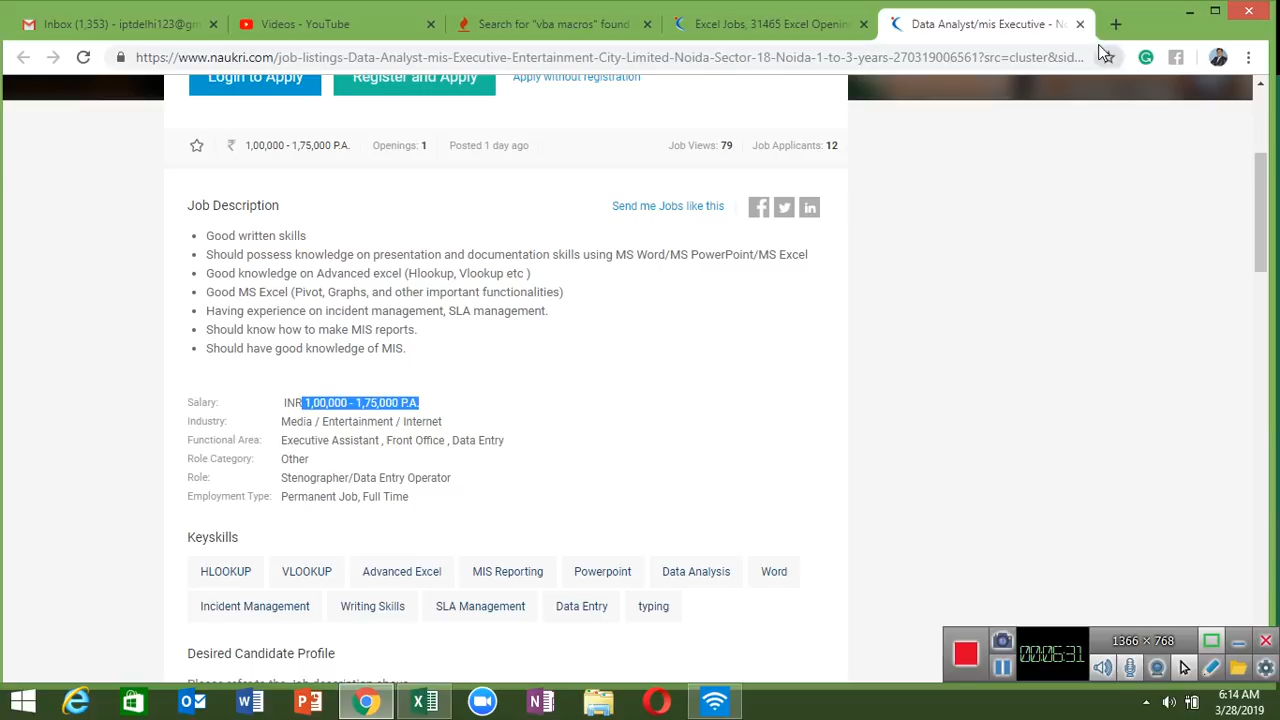 Inbox (1,353) - iptdelhi123@gm
Videos - YouTube
Search for "vba macros" found
Excel Jobs, 31465 Excel Opening
Data Analyst/mis Executive - No
https://www.naukri.com/job-listings-Data-Analyst-mis-Executive-Entertainment-City-Limited-Noida-Sector-18-Noida-1-to-3-years-270319006561?src=cluster&sid...
Login to Apply
Register and Apply
Apply without registration
1,00,000 - 1,75,000 P.A.
Openings: 1
Posted 1 day ago
Job Views: 79
Job Applicants: 12
Job Description
Send me Jobs like this
Good written skills
Should possess knowledge on presentation and documentation skills using MS Word/MS PowerPoint/MS Excel
Good knowledge on Advanced excel (Hlookup, Vlookup etc )
Good MS Excel (Pivot, Graphs, and other important functionalities)
Having experience on incident management, SLA management.
Should know how to make MIS reports.
Should have good knowledge of MIS.
Salary: INR 1,00,000 - 1,75,000 P.A.
Industry: Media / Entertainment / Internet
Functional Area: Executive Assistant , Front Office , Data Entry
Role Category: Other
Role: Stenographer/Data Entry Operator
Employment Type: Permanent Job, Full Time
Keyskills
HLOOKUP VLOOKUP Advanced Excel MIS Reporting Powerpoint Data Analysis Word
Incident Management Writing Skills SLA Management Data Entry typing
Desired Candidate Profile
Please refer to the Job description above
1366 × 768
00:06:31
6:14 AM
3/28/2019